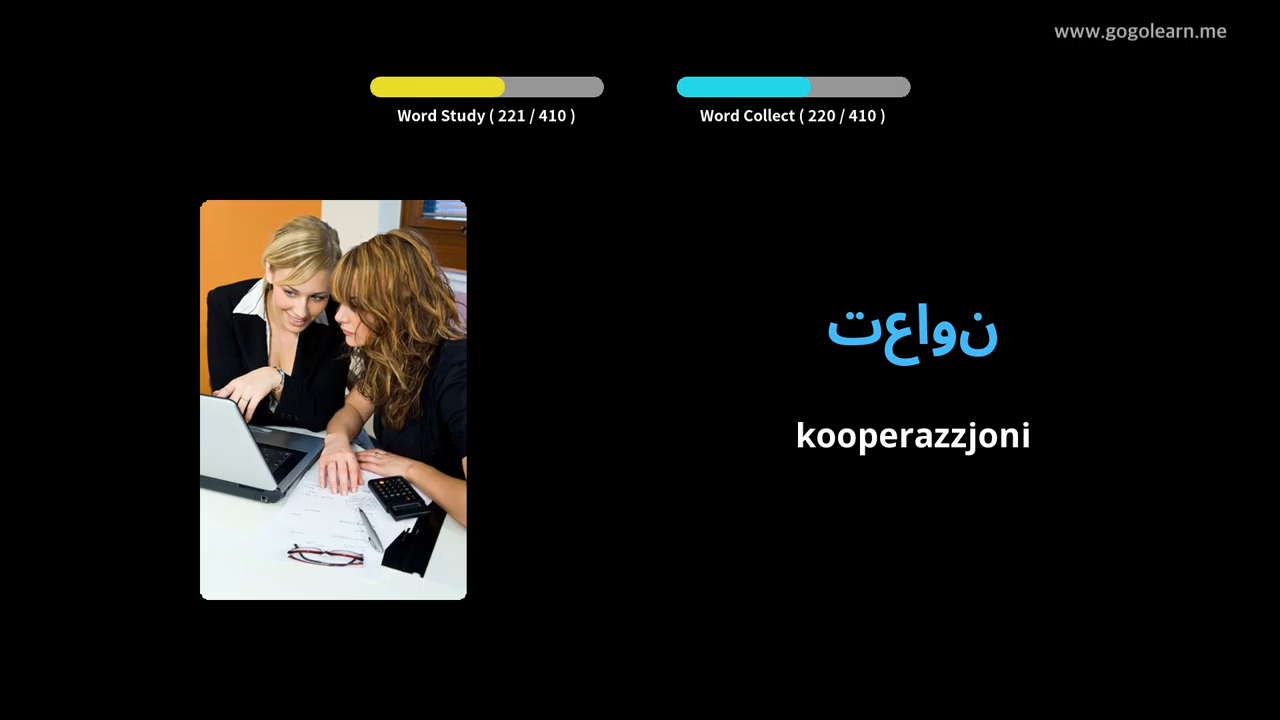 www.gogolearn.me
Word Study ( 221 / 410 )
Word Collect ( 220 / 410 )
تعاون
kooperazzjoni